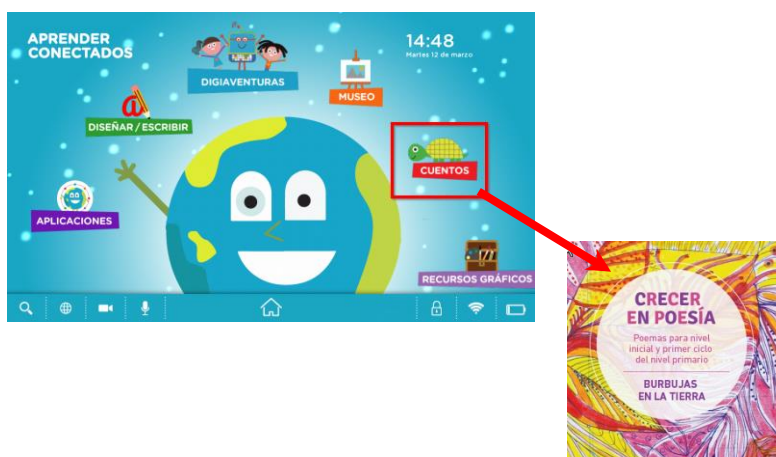 APRENDER
CONECTADOS
14:48
Martes 12 de marzo
DIGIAVENTURAS
MUSEO
DISEÑAR/ESCRIBIR
CUENTOS
APLICACIONES
RECURSOS GRÁFICOS
CRECER
EN POESÍA
Poemas para nivel
inicial y primer ciclo
del nivel primario
BURBUJAS
EN LA TIERRA